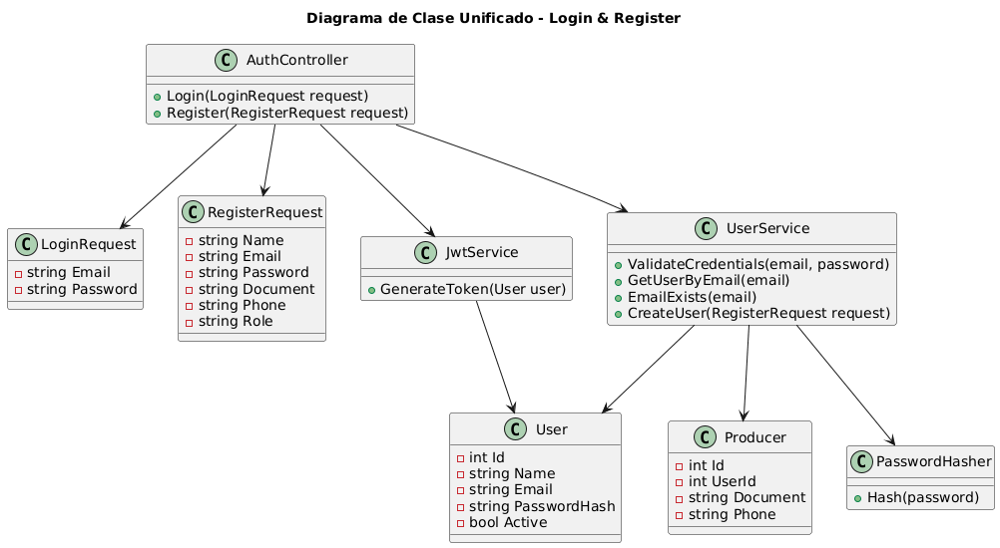 Diagrama de Clase Unificado - Login & Register
C AuthController
Login(LoginRequest request)
Register(RegisterRequest request)
C LoginRequest
string Email
string Password
C RegisterRequest
string Name
string Email
string Password
string Document
string Phone
string Role
C JwtService
GenerateToken(User user)
C UserService
ValidateCredentials(email, password)
GetUserByEmail(email)
EmailExists(email)
CreateUser(RegisterRequest request)
C User
int Id
string Name
string Email
string PasswordHash
bool Active
C Producer
int Id
int UserId
string Document
string Phone
C PasswordHasher
Hash(password)